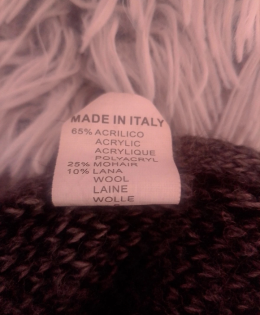 MADE IN ITALY
65% ACRILICO
ACRYLIC
ACRYLIQUE
POLYACRYL
25% MOHAIR
10% LANA
WOOL
LAINE
WOLLE